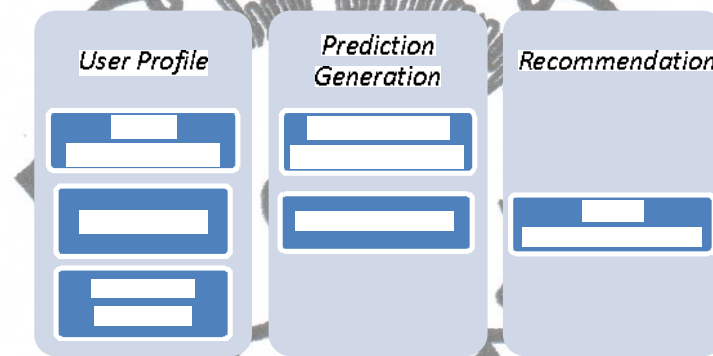 User Profile
Prediction
Generation
Recommendation